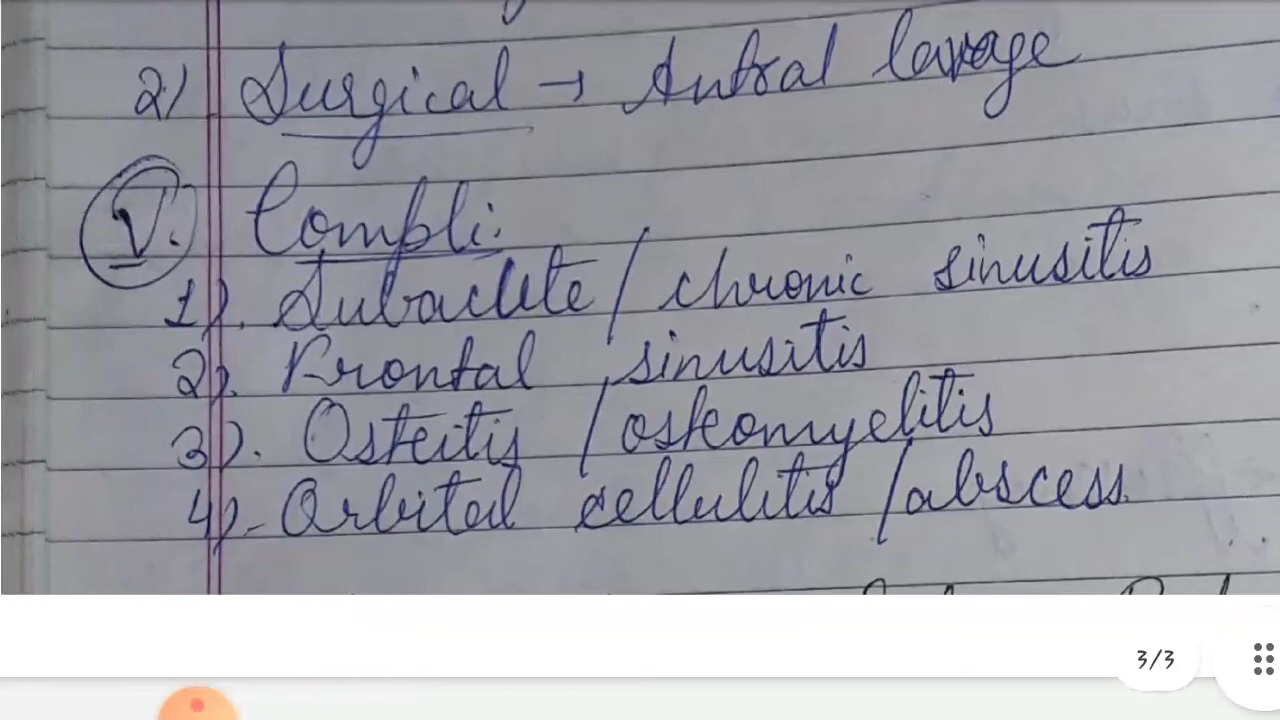 2) Surgical → Antral lavage
V. Compli.
1). Subacute / chronic sinusitis
2). Frontal sinusitis
3). Osteitis / osteomyelitis
4).- Orbital cellulitis / abscess.
3/3